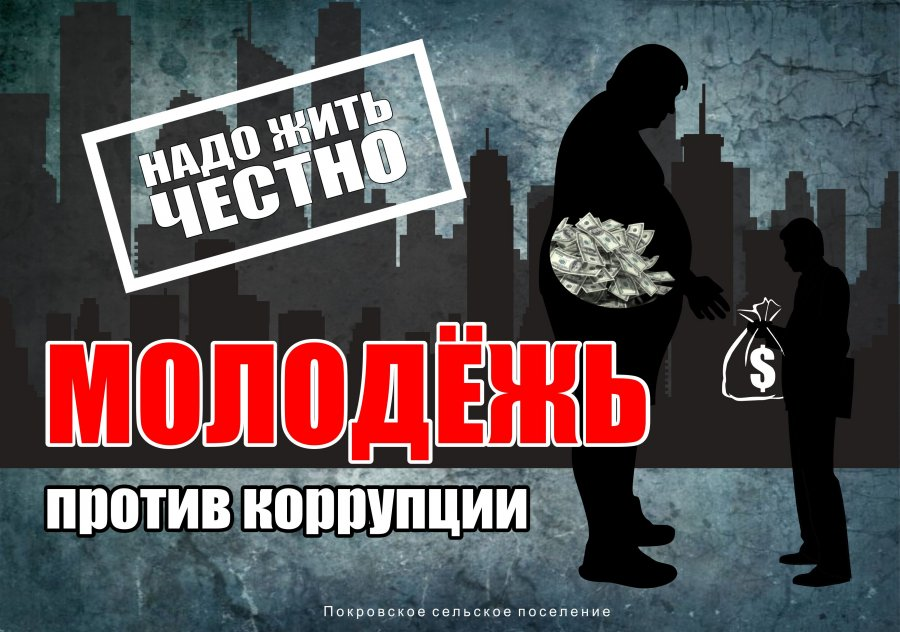 НАДО ЖИТЬ
ЧЕСТНО
$
МОЛОДЁЖЬ
против коррупции
Покровское сельское поселение